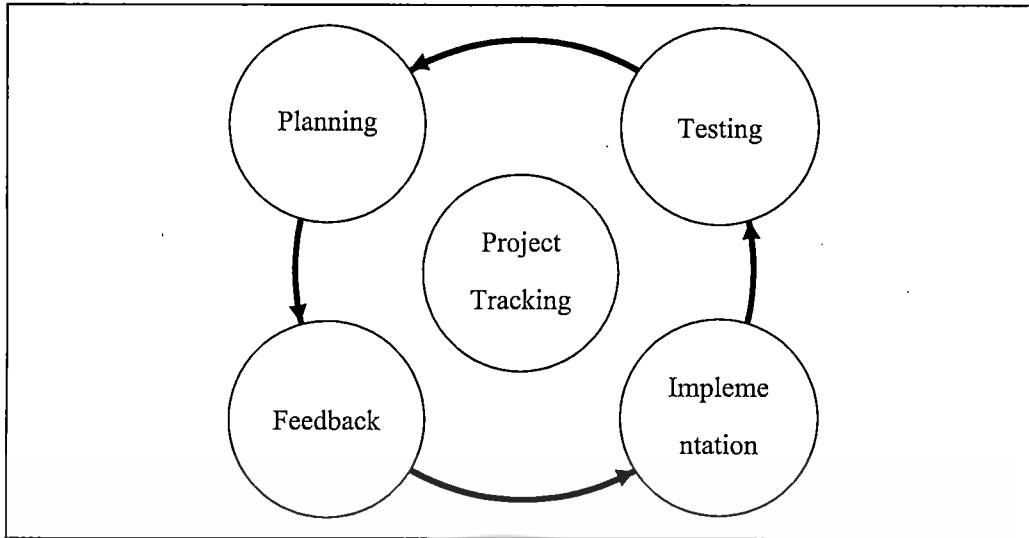 Planning
Testing
Project
Tracking
Feedback
Impleme
ntation